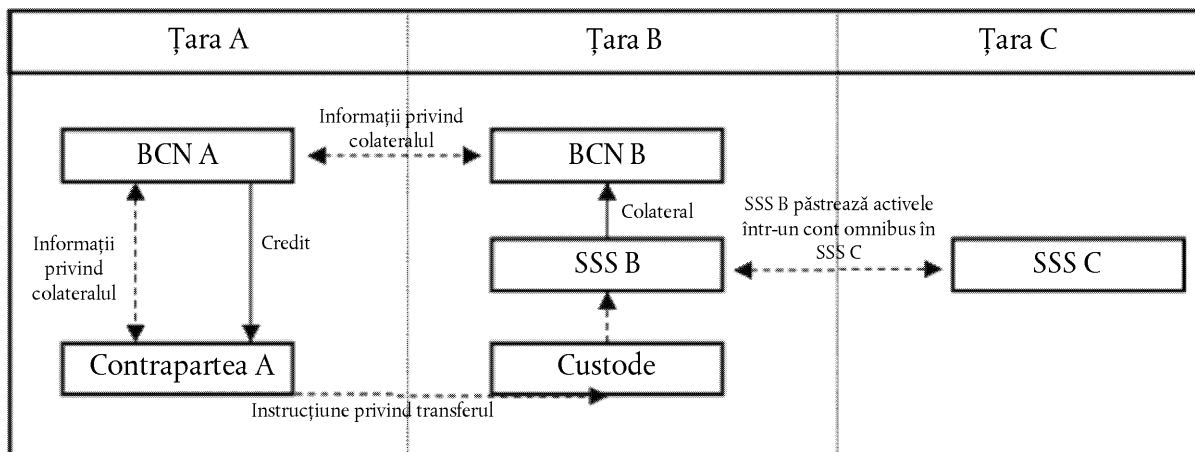 Țara A
Țara B
Țara C
Informații privind
colateralul
BCN A
BCN B
Informații
privind
colateralul
Credit
Colateral
SSS B păstrează activele
într-un cont omnibus în
SSS C
SSS B
SSS C
Contrapartea A
Custode
Instrucțiune privind transferul